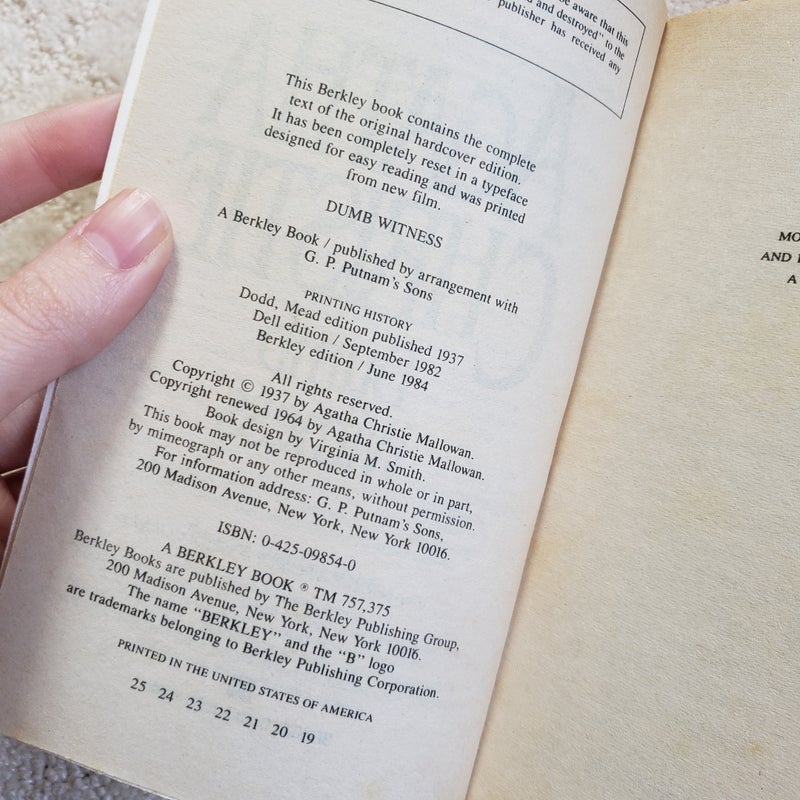 be aware that this
and destroyed" to the
publisher has received any
This Berkley book contains the complete
text of the original hardcover edition.
It has been completely reset in a typeface
designed for easy reading and was printed
from new film.
DUMB WITNESS
A Berkley Book / published by arrangement with
G. P. Putnam's Sons
PRINTING HISTORY
Dodd, Mead edition published 1937
Dell edition / September 1982
Berkley edition / June 1984
All rights reserved.
Copyright © 1937 by Agatha Christie Mallowan.
Copyright renewed 1964 by Agatha Christie Mallowan.
Book design by Virginia M. Smith.
This book may not be reproduced in whole or in part,
by mimeograph or any other means, without permission.
For information address: G. P. Putnam's Sons,
200 Madison Avenue, New York, New York 10016.
ISBN: 0-425-09854-0
A BERKLEY BOOK ® TM 757,375
Berkley Books are published by The Berkley Publishing Group,
200 Madison Avenue, New York, New York 10016.
The name "BERKLEY" and the "B" logo
are trademarks belonging to Berkley Publishing Corporation.
PRINTED IN THE UNITED STATES OF AMERICA
25 24 23 22 21 20 19
MO
AND
A